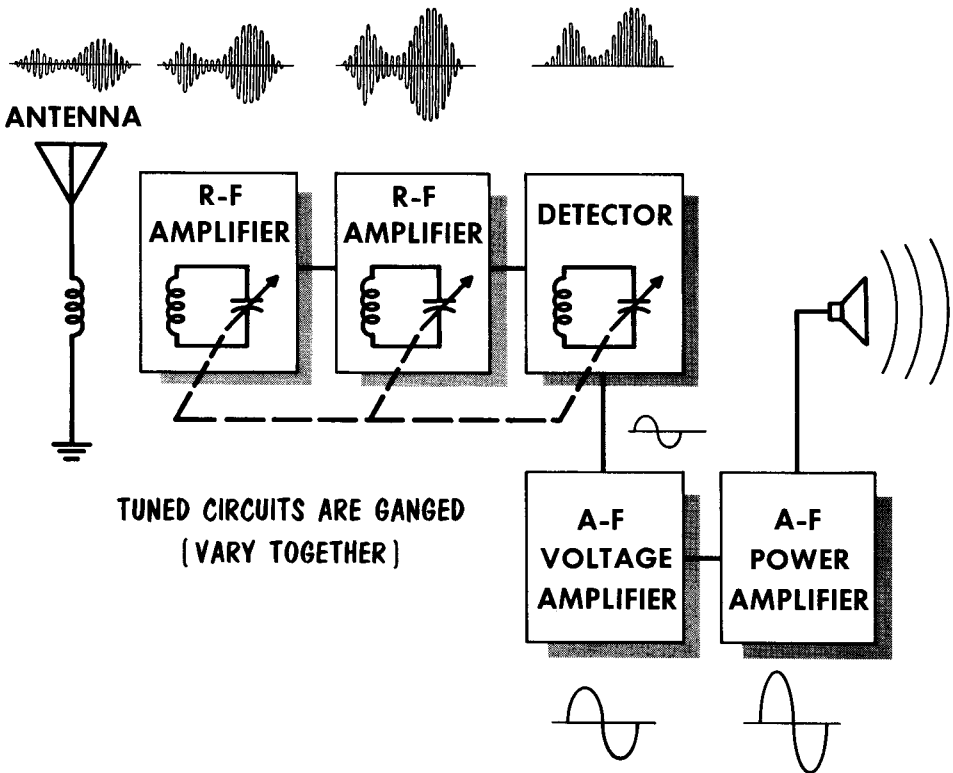 ANTENNA
R-F
AMPLIFIER
R-F
AMPLIFIER
DETECTOR
TUNED CIRCUITS ARE GANGED
(VARY TOGETHER)
A-F
VOLTAGE
AMPLIFIER
A-F
POWER
AMPLIFIER